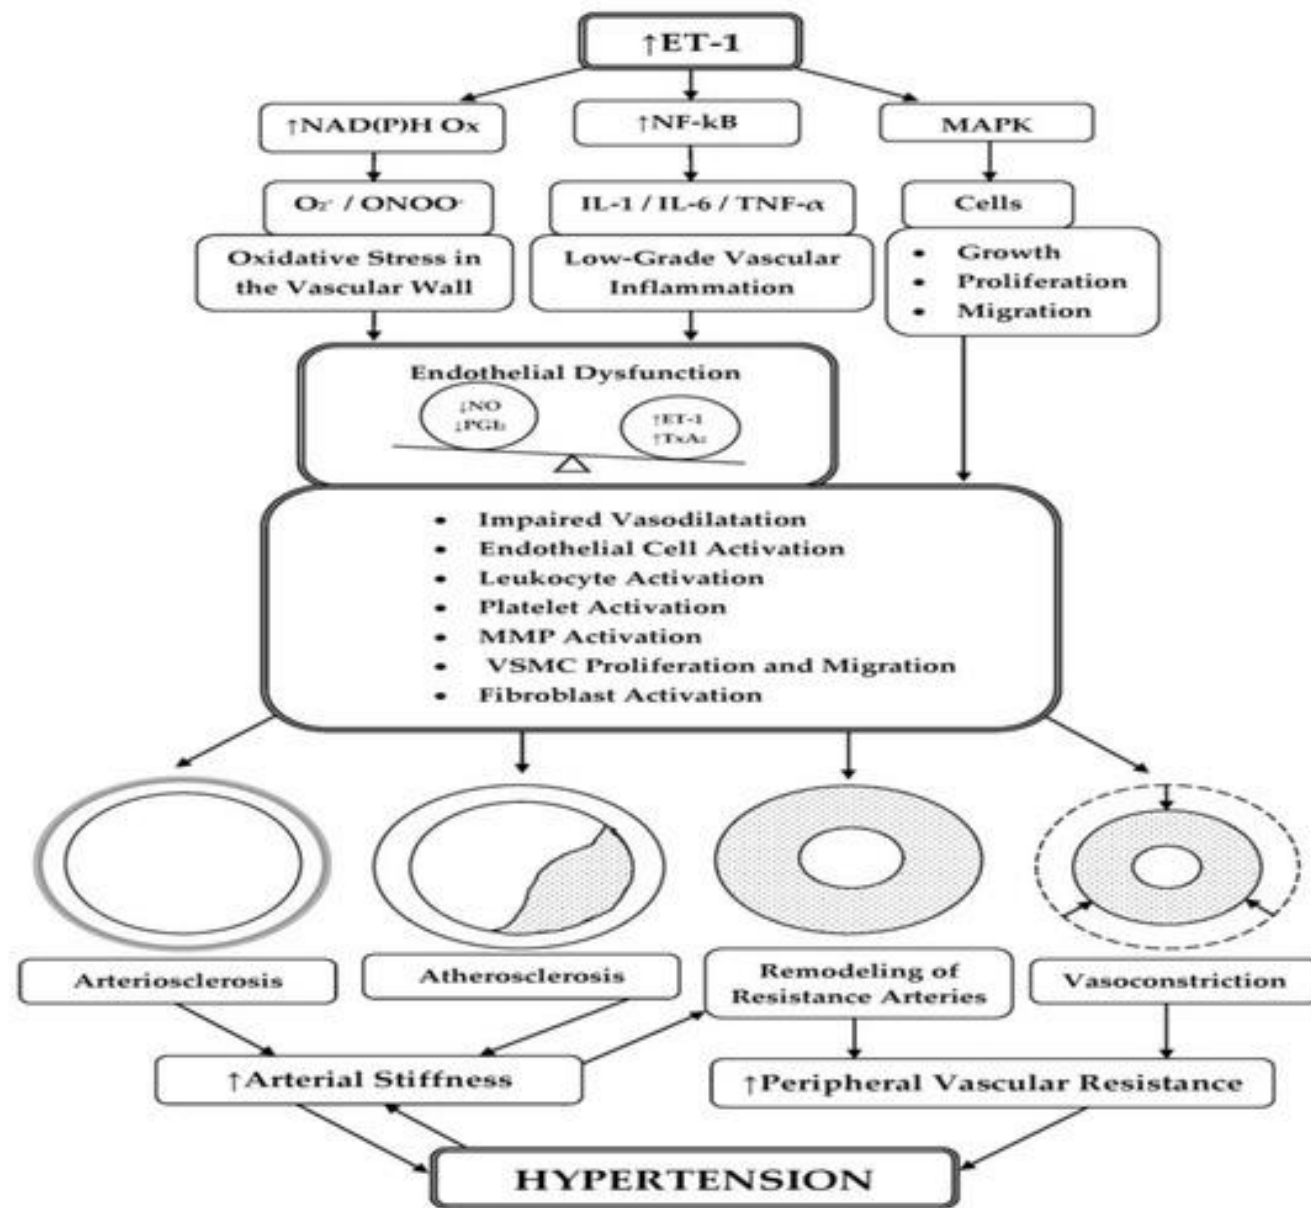 ↑ET-1
↑NAD(P)H Ox
↑NF-kB
MAPK
O₂⁻ / ONOO⁻
IL-1 / IL-6 / TNF-α
Cells
Oxidative Stress in
the Vascular Wall
Low-Grade Vascular
Inflammation
• Growth
• Proliferation
• Migration
Endothelial Dysfunction
↓NO
↓PGI₂
↑ET-1
↑TxA₂
• Impaired Vasodilatation
• Endothelial Cell Activation
• Leukocyte Activation
• Platelet Activation
• MMP Activation
• VSMC Proliferation and Migration
• Fibroblast Activation
Arteriosclerosis
Atherosclerosis
Remodeling of
Resistance Arteries
Vasoconstriction
↑Arterial Stiffness
↑Peripheral Vascular Resistance
HYPERTENSION